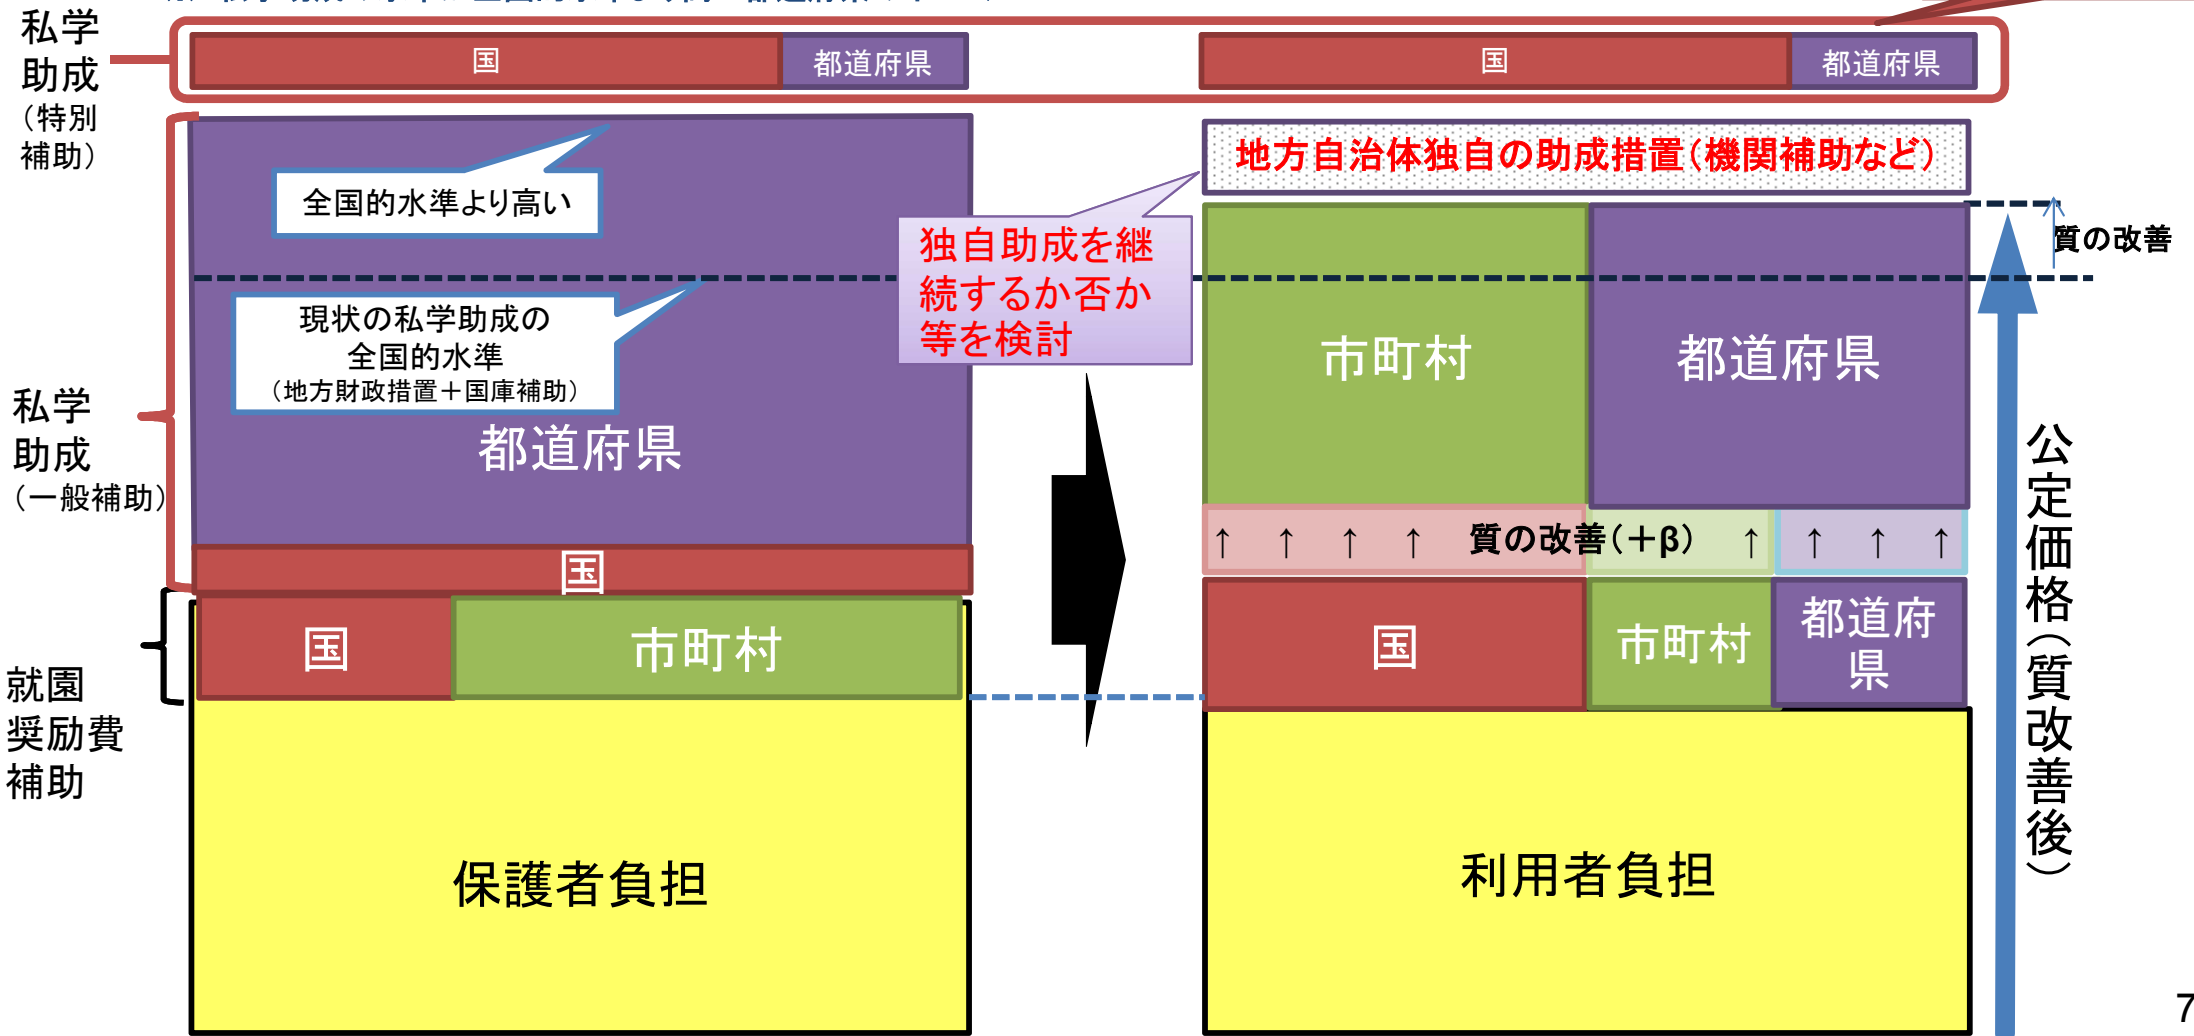 私学
助成
（特別
補助）
国
都道府県
国
都道府県
全国的水準より高い
地方自治体独自の助成措置（機関補助など）
独自助成を継
続するか否か
等を検討
質の改善
現状の私学助成の
全国的水準
（地方財政措置＋国庫補助）
市町村
都道府県
私学
助成
（一般補助）
都道府県
公定価格（質改善後）
↑ ↑ ↑ ↑ 質の改善（＋β） ↑ ↑ ↑ ↑
国
国
市町村
国
市町村
都道府
県
就園
奨励費
補助
保護者負担
利用者負担
7